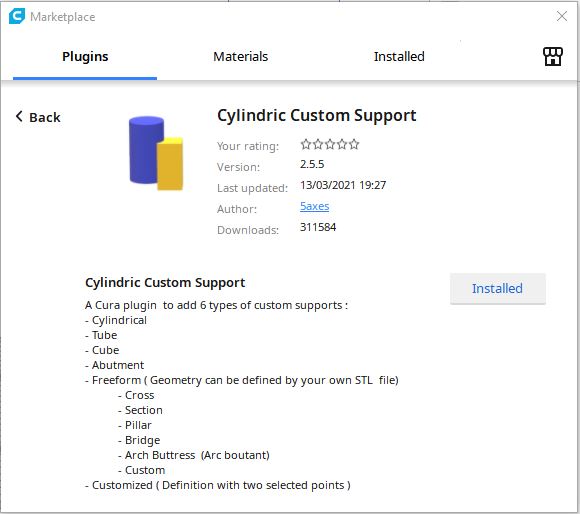 Marketplace
Plugins Materials Installed
Back
Cylindric Custom Support
Your rating:
Version: 2.5.5
Last updated: 13/03/2021 19:27
Author: 5axes
Downloads: 311584
Cylindric Custom Support
Installed
A Cura plugin to add 6 types of custom supports :
- Cylindrical
- Tube
- Cube
- Abutment
- Freeform ( Geometry can be defined by your own STL file)
- Cross
- Section
- Pillar
- Bridge
- Arch Buttress (Arc boutant)
- Custom
- Customized ( Definition with two selected points )